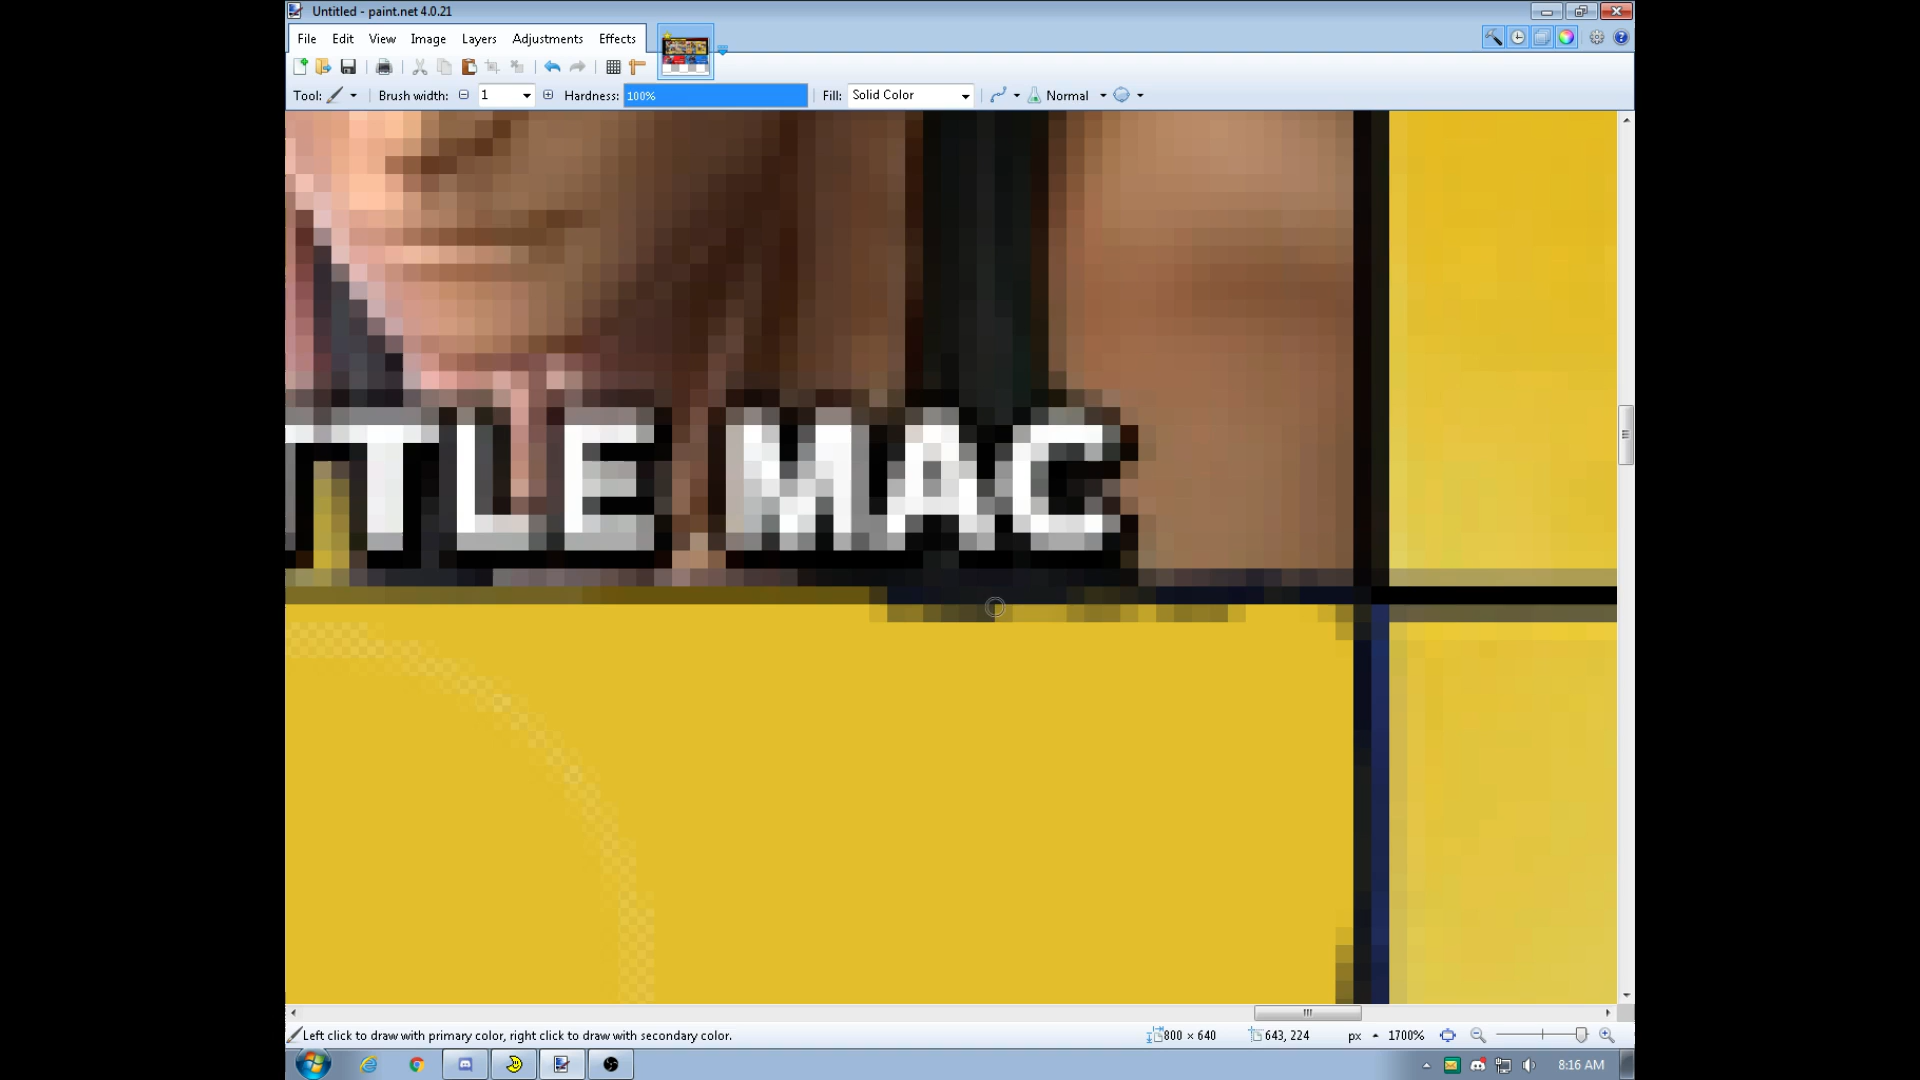 Untitled - paint.net 4.0.21
File Edit View Image Layers Adjustments Effects
Tool: Brush width: 1 Hardness: 100% Fill: Solid Color Normal
TTLE MAC
Left click to draw with primary color, right click to draw with secondary color. 800 × 640 643, 224 px 1700%
8:16 AM